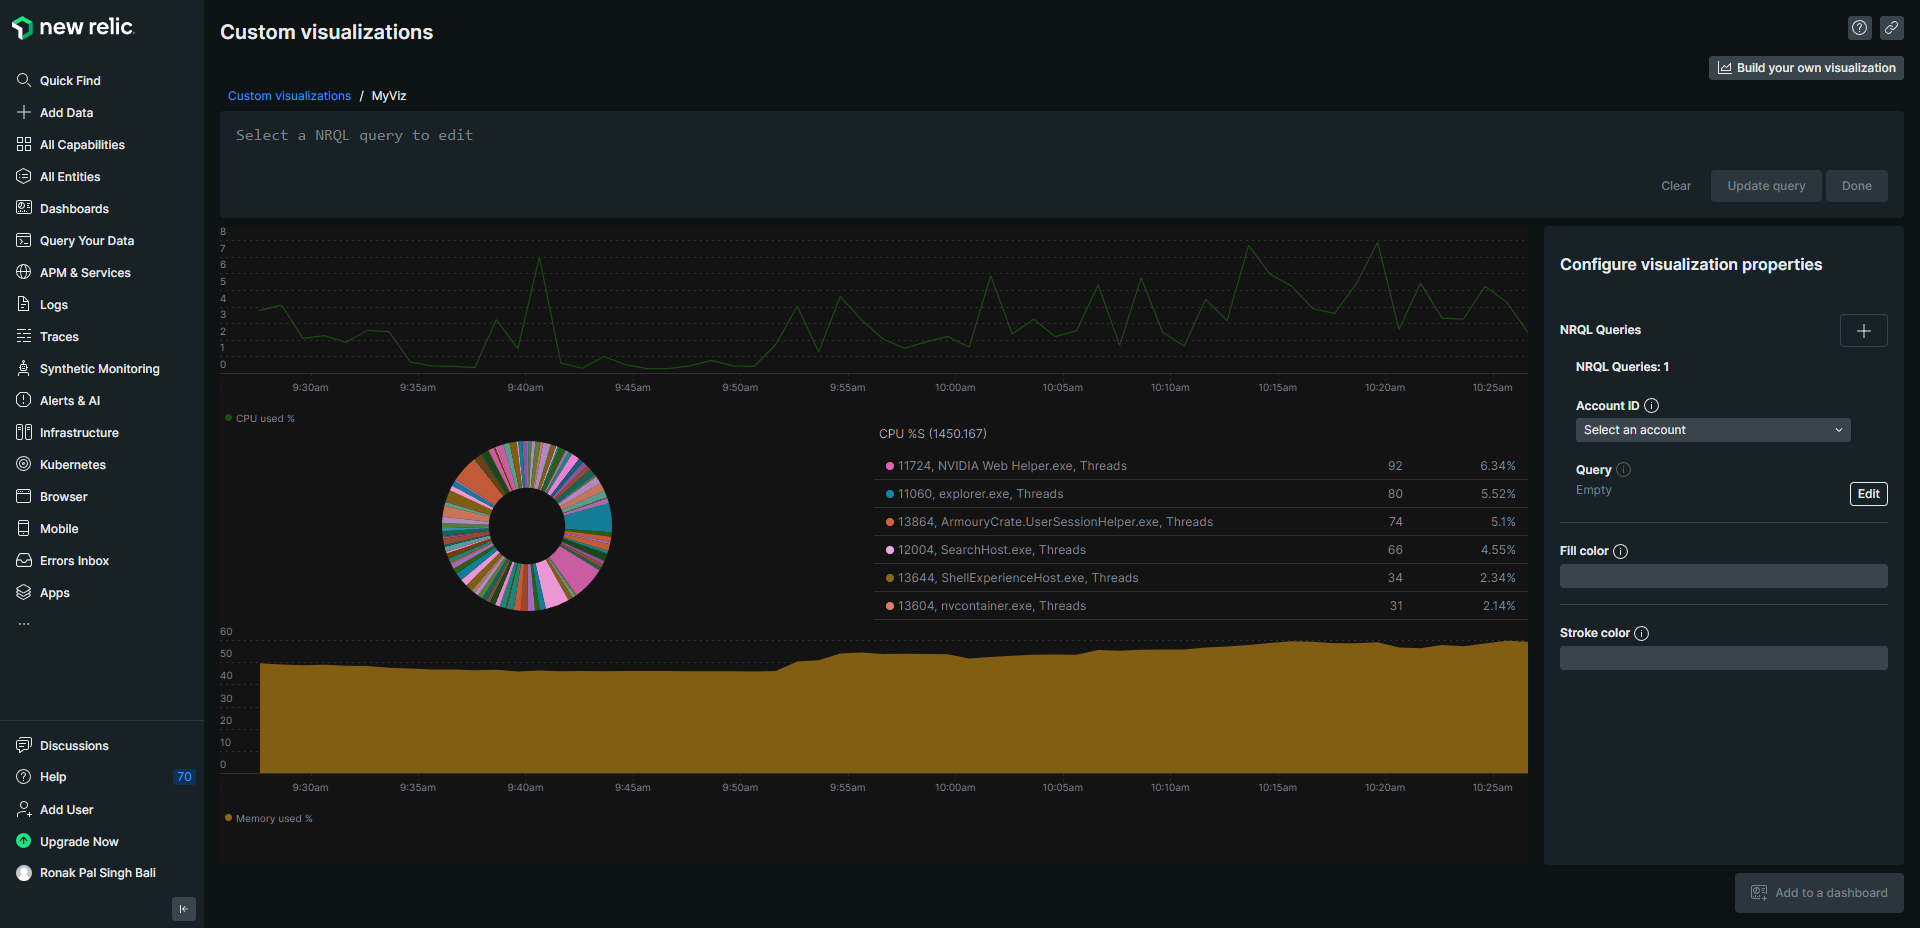 new relic
Custom visualizations
Quick Find
Add Data
All Capabilities
All Entities
Dashboards
Query Your Data
APM & Services
Logs
Traces
Synthetic Monitoring
Alerts & AI
Infrastructure
Kubernetes
Browser
Mobile
Errors Inbox
Apps
...
Discussions
Help 70
Add User
Upgrade Now
Ronak Pal Singh Bali
Build your own visualization
Custom visualizations / MyViz
Select a NRQL query to edit
Clear Update query Done
8
7
6
5
4
3
2
1
0
9:30am 9:35am 9:40am 9:45am 9:50am 9:55am 10:00am 10:05am 10:10am 10:15am 10:20am 10:25am
CPU used %
CPU %S (1450.167)
11724, NVIDIA Web Helper.exe, Threads 92 6.34%
11060, explorer.exe, Threads 80 5.52%
13864, ArmouryCrate.UserSessionHelper.exe, Threads 74 5.1%
12004, SearchHost.exe, Threads 66 4.55%
13644, ShellExperienceHost.exe, Threads 34 2.34%
13604, nvcontainer.exe, Threads 31 2.14%
60
50
40
30
20
10
0
9:30am 9:35am 9:40am 9:45am 9:50am 9:55am 10:00am 10:05am 10:10am 10:15am 10:20am 10:25am
Memory used %
Configure visualization properties
NRQL Queries
NRQL Queries: 1
Account ID
Select an account
Query
Empty
Edit
Fill color
Stroke color
Add to a dashboard